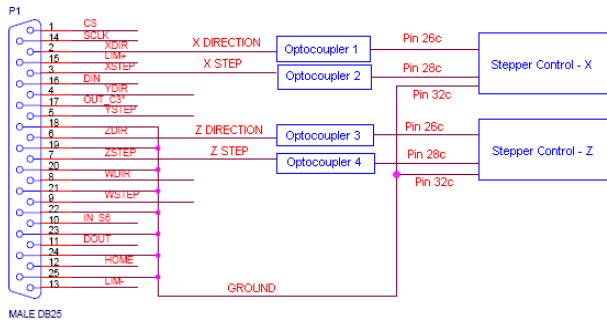 P1
1 CS
14 SCLK
2 XDIR X DIRECTION Optocoupler 1 Pin 26c
15 LIM+
3 XSTEP X STEP Optocoupler 2 Pin 28c Stepper Control - X
16 DIN
4 YDIR Pin 32c
17 OUT_C3*
5 YSTEP
18
6 ZDIR Z DIRECTION Optocoupler 3 Pin 26c
19
7 ZSTEP Z STEP Optocoupler 4 Pin 28c Stepper Control - Z
20
8 WDIR Pin 32c
21
9 WSTEP
22
10 IN_S6
23
11 DOUT
24
12 HOME
25 GROUND
13 LIM-
MALE DB25